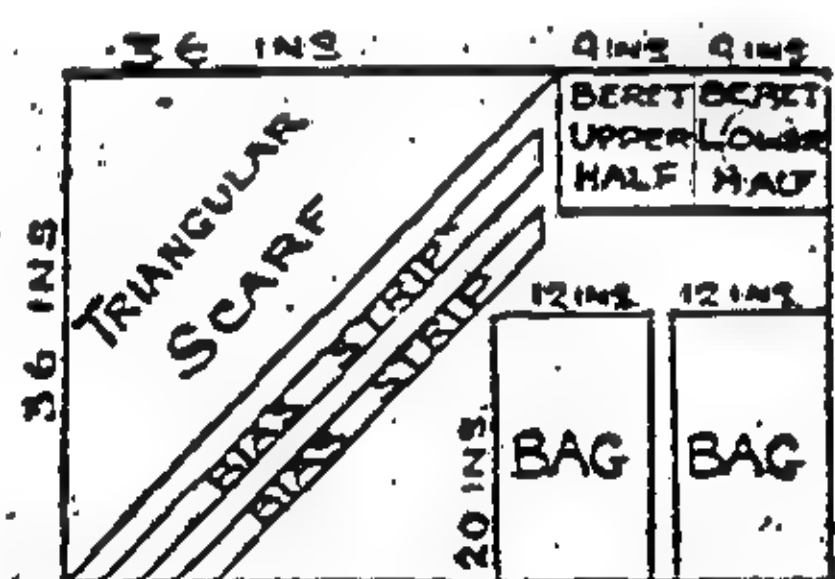 36 INS
9 INS 9 INS
BERET
UPPER
HALF
BERET
LOWER
HALF
TRIANGULAR
SCARF
36 INS
BIAS STRIP
BIAS STRIP
12 INS 12 INS
20 INS.
BAG
BAG